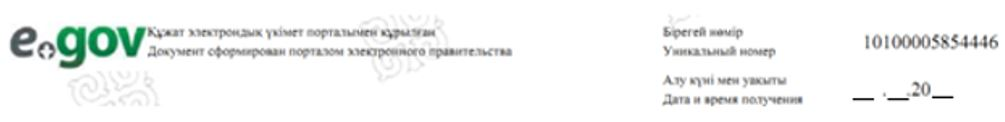 e.gov
Құжат электрондық үкімет порталымен құрылған
Документ сформирован порталом электронного правительства
Бірегей нөмір
Уникальный номер
10100005854446
Алу күні мен уақыты
Дата и время получения
__ .__.20__